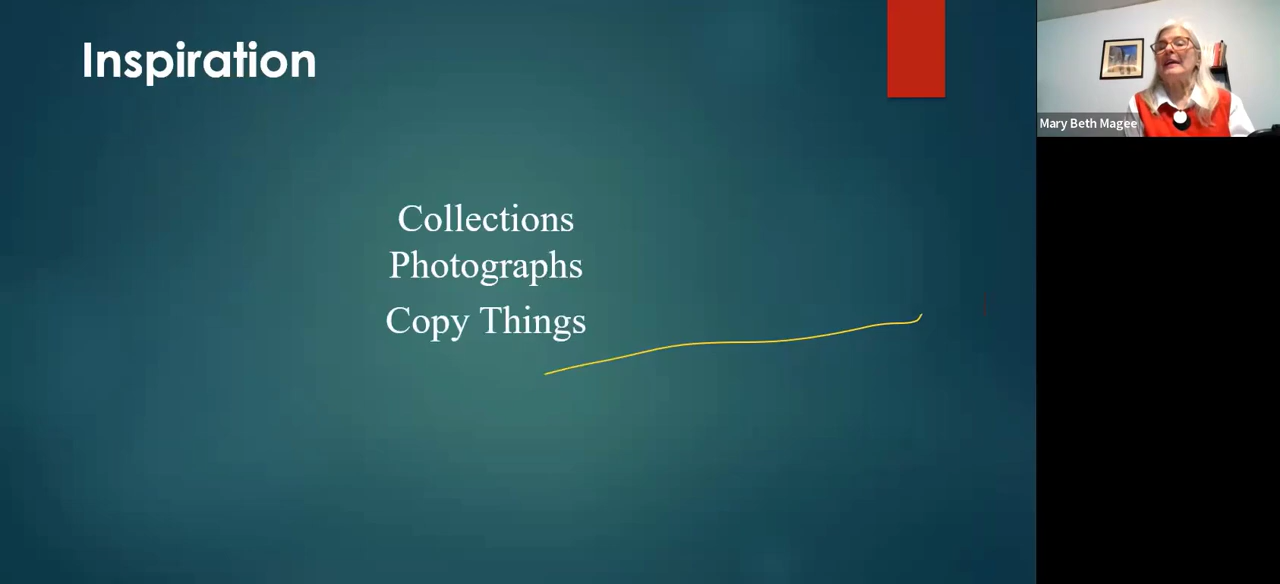 Inspiration
Collections
Photographs
Copy Things
Mary Beth Magee